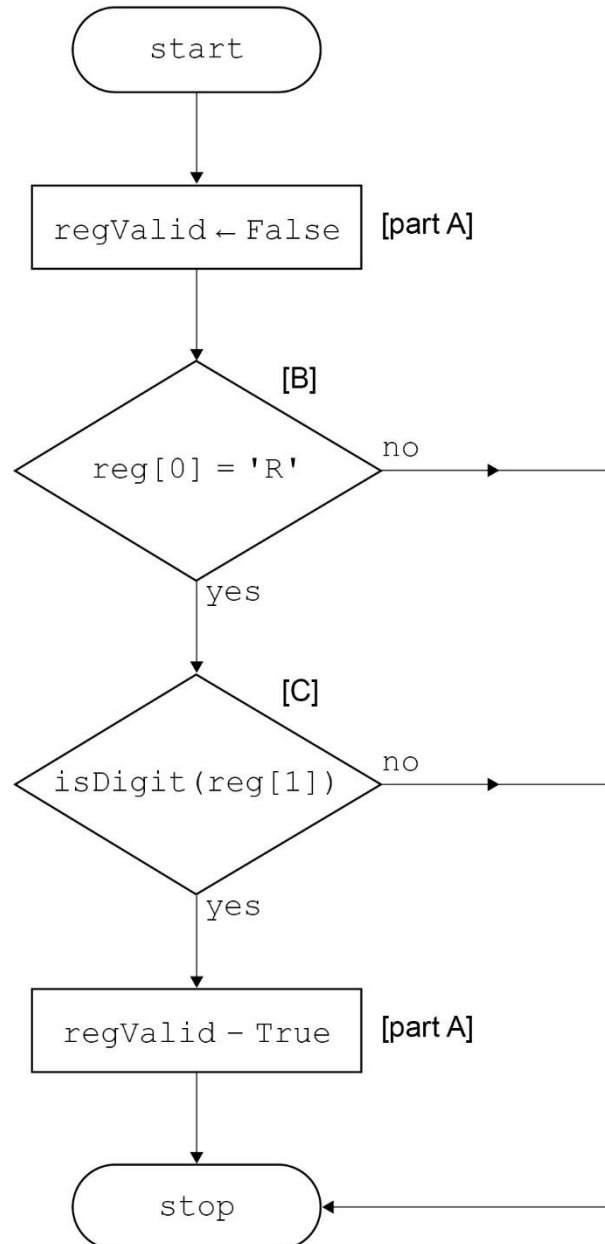 start
regValid ← False [part A]
[B]
reg[0] = 'R' no
yes
[C]
isDigit(reg[1]) no
yes
regValid – True [part A]
stop